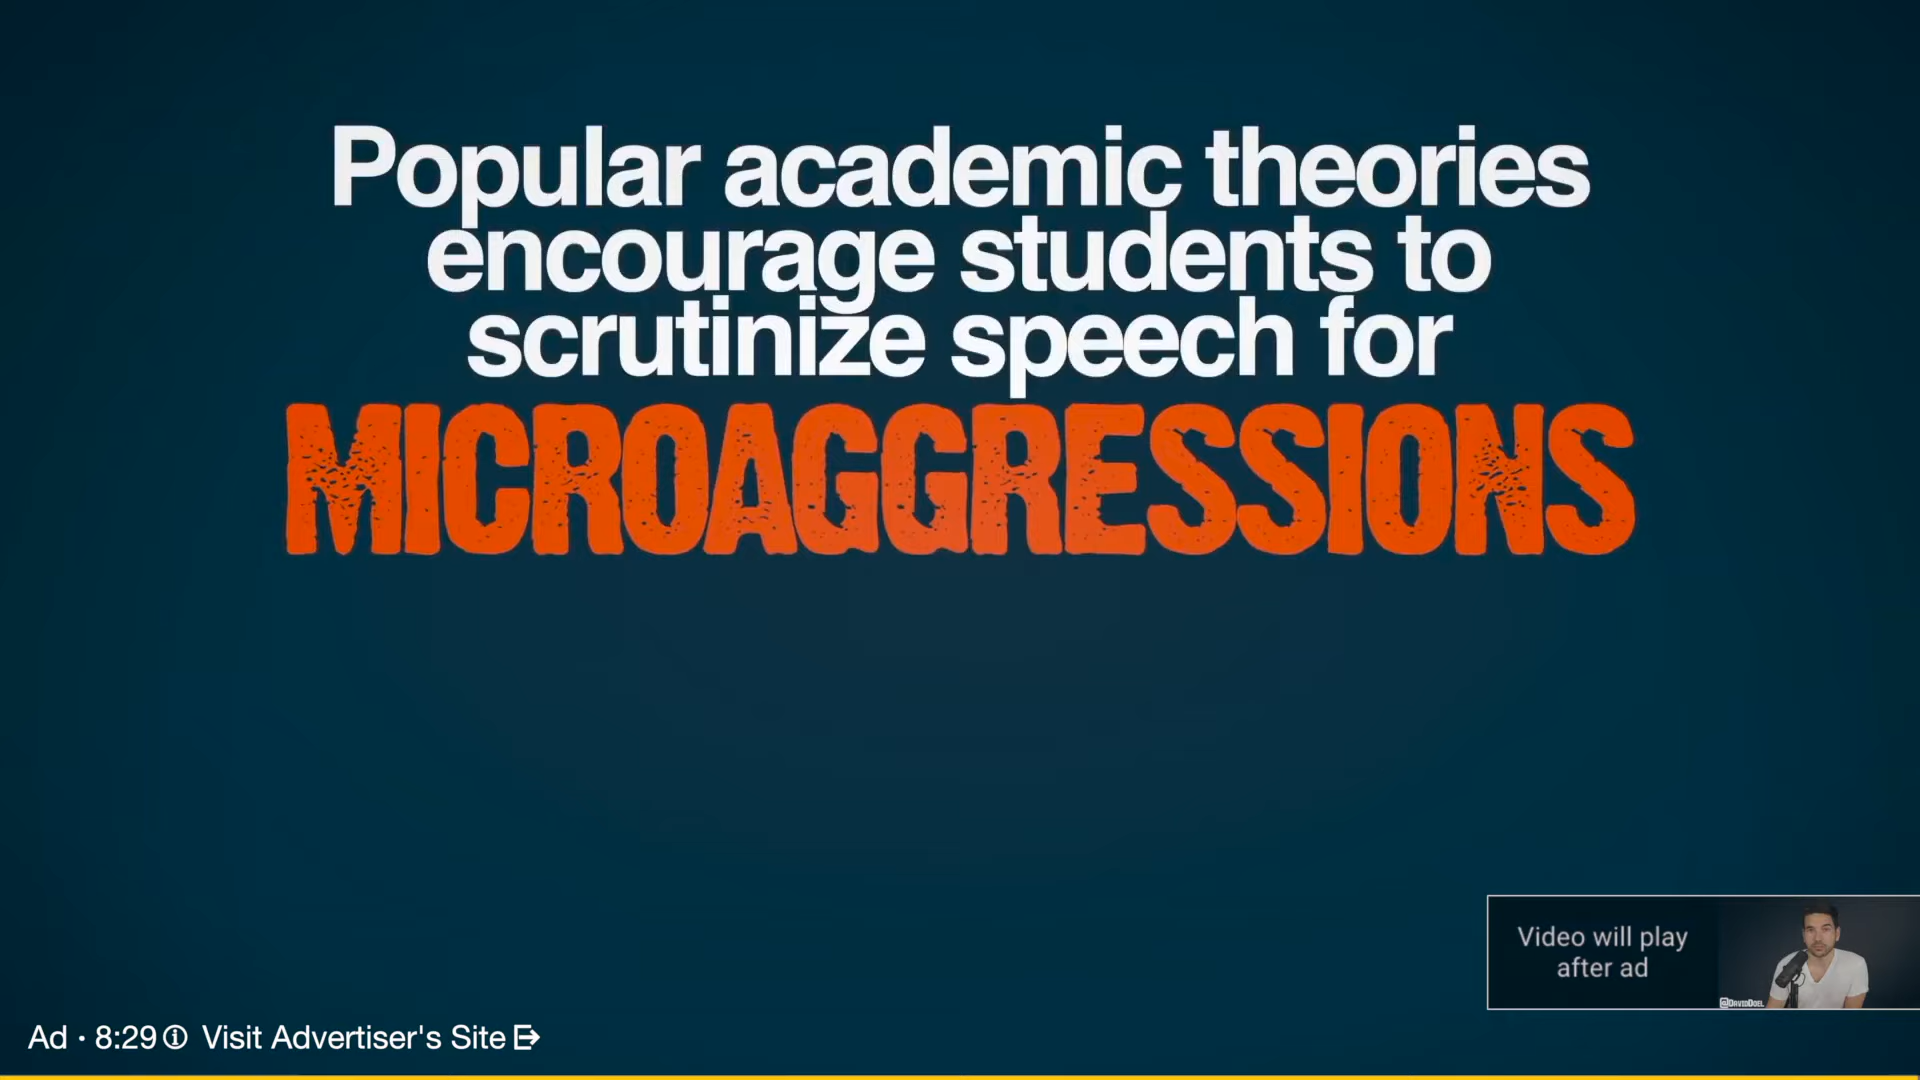 Popular academic theories
encourage students to
scrutinize speech for
MICROAGGRESSIONS
Video will play
after ad
@DavidDoel
Ad · 8:29 Visit Advertiser's Site